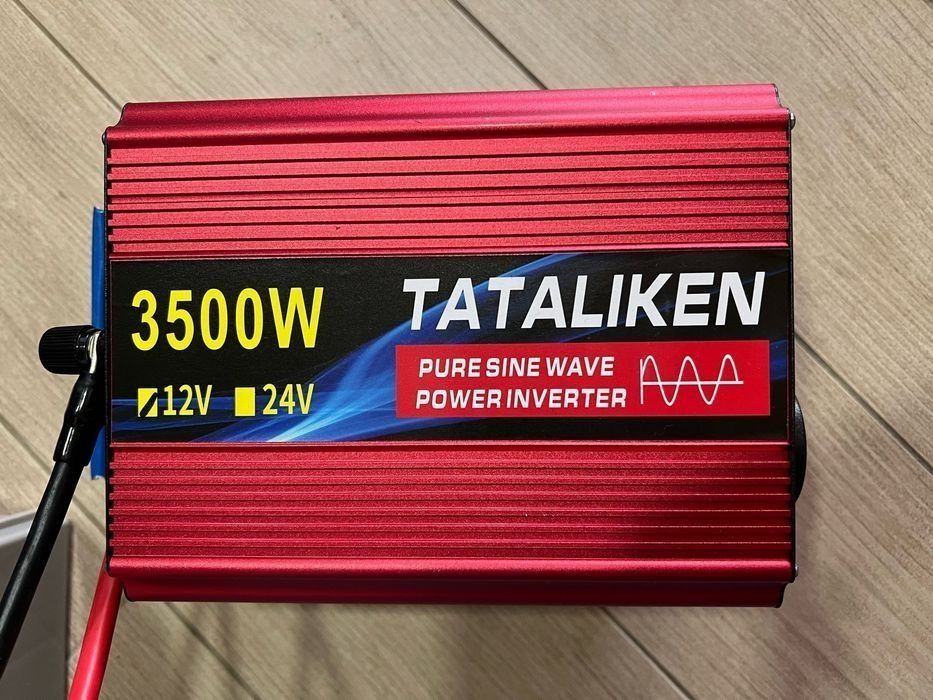 3500W
12V 24V
TATALIKEN
PURE SINE WAVE
POWER INVERTER